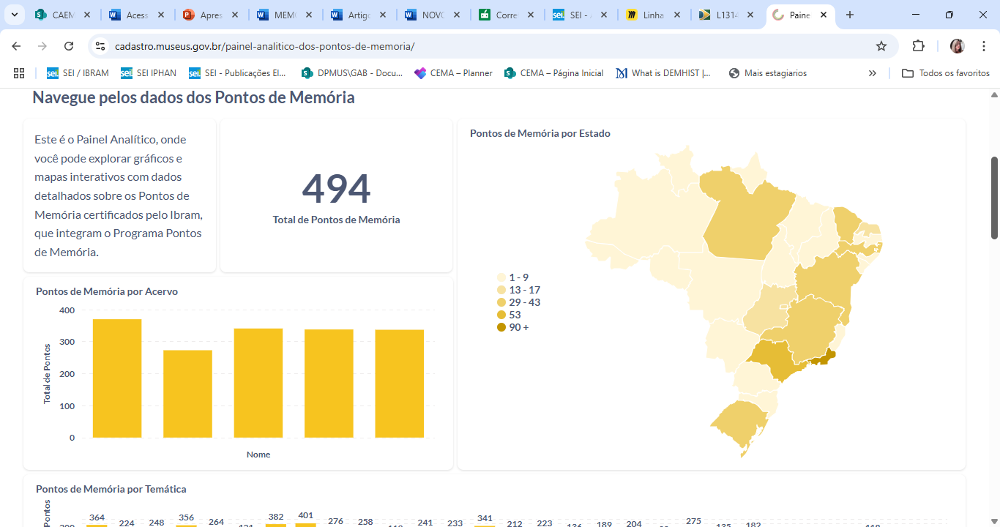 CAEM
Acess
Apres
MEM
Artigo
NOVO
Corre
SEI - 
Linha
L1314
Paine
cadastro.museus.gov.br/painel-analitico-dos-pontos-de-memoria/
SEI / IBRAM
SEI IPHAN
SEI - Publicações El...
DPMUS\GAB - Docu...
CEMA – Planner
CEMA – Página Inicial
What is DEMHIST |...
Mais estagiarios
Todos os favoritos
Navegue pelos dados dos Pontos de Memória
Este é o Painel Analítico, onde
você pode explorar gráficos e
mapas interativos com dados
detalhados sobre os Pontos de
Memória certificados pelo Ibram,
que integram o Programa Pontos
de Memória.
494
Total de Pontos de Memória
Pontos de Memória por Estado
1 - 9
13 - 17
29 - 43
53
90 +
Pontos de Memória por Acervo
Total de Pontos
400
300
200
100
0
Nome
Pontos de Memória por Temática
Pontos
364 224 248 356 264 382 401 276 258 241 233 341 212 223 189 204 275 182